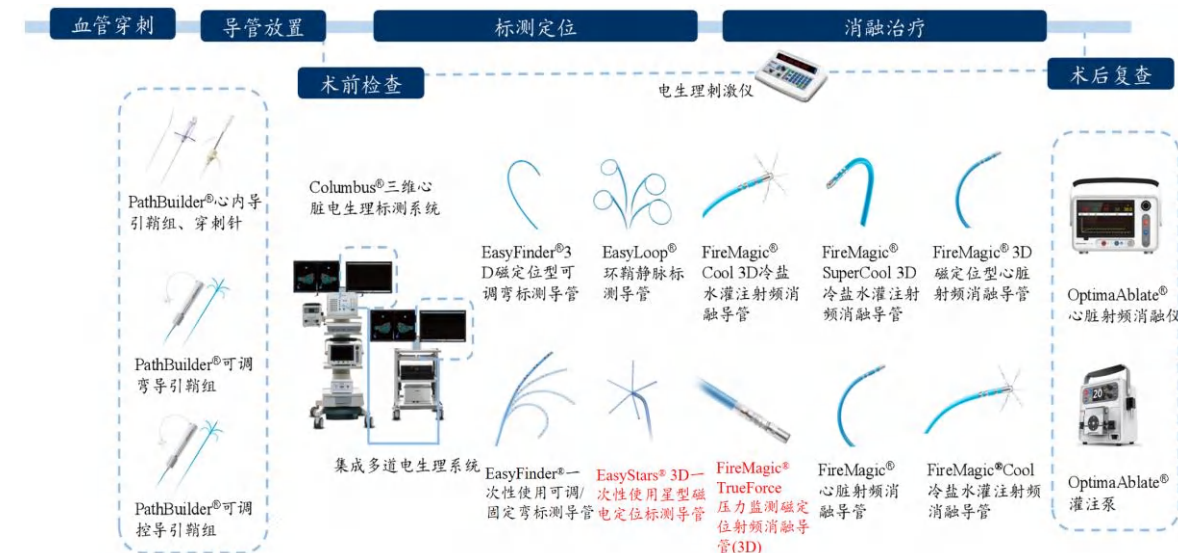 血管穿刺
导管放置
标测定位
消融治疗
术前检查
电生理刺激仪
术后复查
PathBuilder®心内导
引鞘组、穿刺针
PathBuilder®可调
弯导引鞘组
PathBuilder®可调
控导引鞘组
Columbus®三维心
脏电生理标测系统
集成多道电生理系统
EasyFinder®3
D磁定位型可
调弯标测导管
EasyLoop®
环鞘静脉标
测导管
FireMagic®
Cool 3D冷盐
水灌注射频消
融导管
FireMagic®
SuperCool 3D
冷盐水灌注射
频消融导管
FireMagic® 3D
磁定位型心脏
射频消融导管
EasyFinder®一
次性使用可调/
固定弯标测导管
EasyStars® 3D一
次性使用星型磁
电定位标测导管
FireMagic®
TrueForce
压力监测磁定
位射频消融导
管(3D)
FireMagic®
心脏射频消
融导管
FireMagic®Cool
冷盐水灌注射频
消融导管
OptimaAblate®
心脏射频消融仪
20
OptimaAblate®
灌注泵